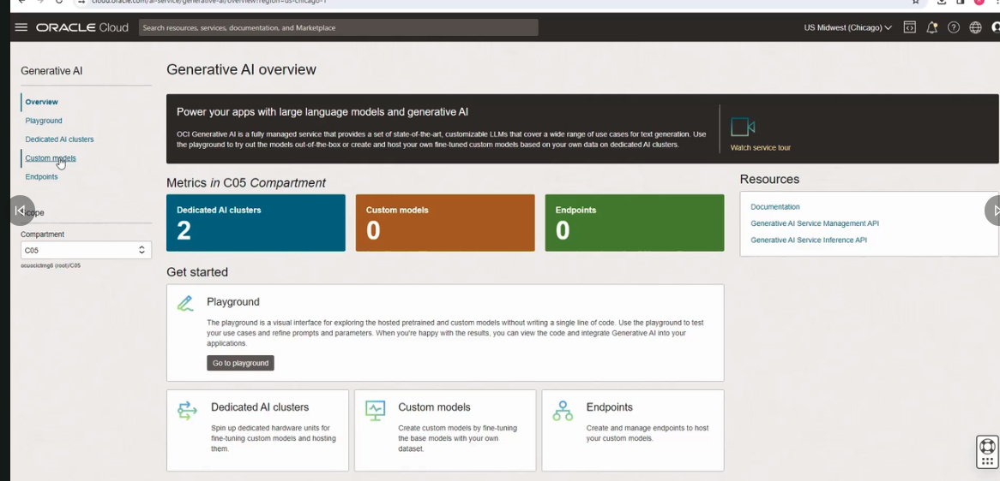 cloud.oracle.com/ai-service/generative-ai/overview?region=us-chicago-1
ORACLE Cloud
Search resources, services, documentation, and Marketplace
US Midwest (Chicago)
Generative AI
Overview
Playground
Dedicated AI clusters
Custom models
Endpoints
Scope
Compartment
C05
Generative AI overview
Power your apps with large language models and generative AI
OCI Generative AI is a fully managed service that provides a set of state-of-the-art, customizable LLMs that cover a wide range of use cases for text generation. Use
the playground to try out the models out-of-the-box or create and host your own fine-tuned custom models based on your own data on dedicated AI clusters.
Watch service tour
Metrics in C05 Compartment
Dedicated AI clusters
2
Custom models
0
Endpoints
0
Resources
Documentation
Generative AI Service Management API
Generative AI Service Inference API
Get started
Playground
The playground is a visual interface for exploring the hosted pretrained and custom models without writing a single line of code. Use the playground to test
your use cases and refine prompts and parameters. When you're happy with the results, you can view the code and integrate Generative AI into your
applications.
Go to playground
Dedicated AI clusters
Spin up dedicated hardware units for
fine-tuning custom models and hosting
them.
Custom models
Create custom models by fine-tuning
the base models with your own
dataset.
Endpoints
Create and manage endpoints to host
your custom models.